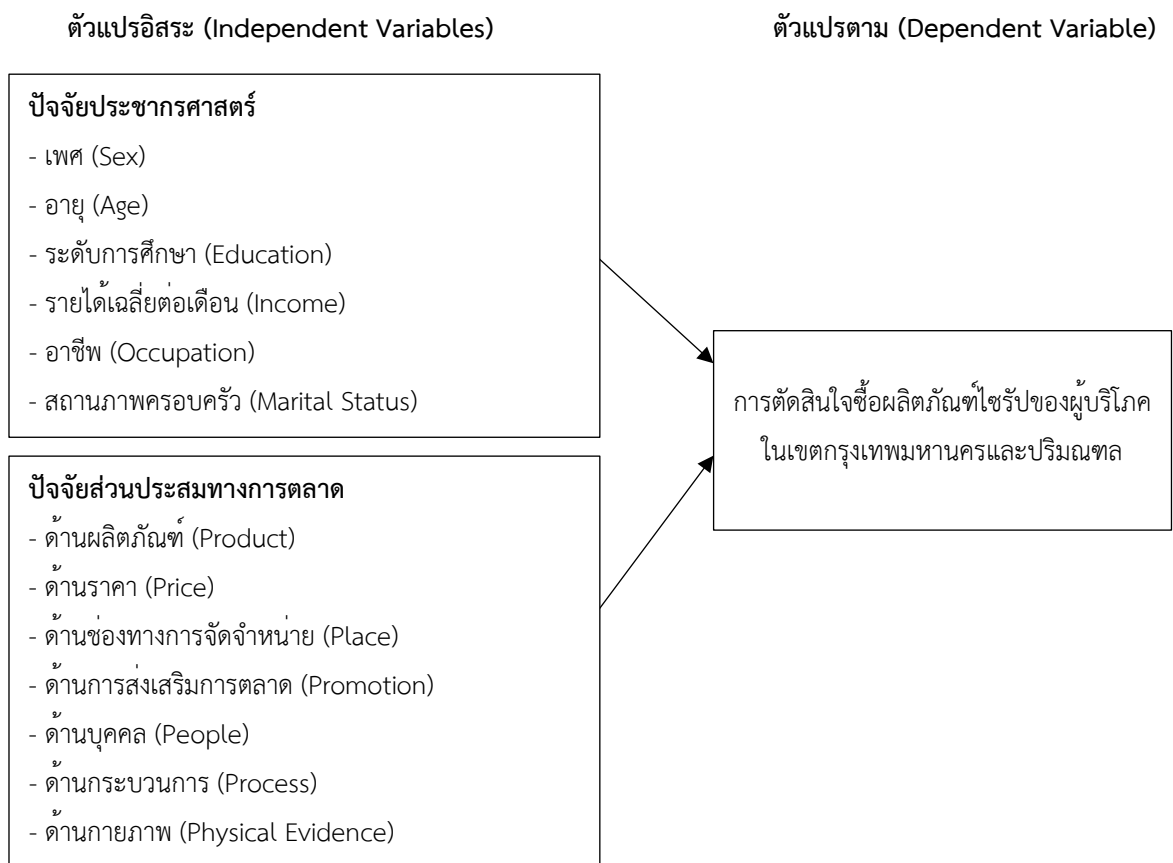 ตัวแปรอิสระ (Independent Variables)
ตัวแปรตาม (Dependent Variable)
ปัจจัยประชากรศาสตร์
- เพศ (Sex)
- อายุ (Age)
- ระดับการศึกษา (Education)
- รายได้เฉลี่ยต่อเดือน (Income)
- อาชีพ (Occupation)
- สถานภาพครอบครัว (Marital Status)
ปัจจัยส่วนประสมทางการตลาด
- ด้านผลิตภัณฑ์ (Product)
- ด้านราคา (Price)
- ด้านช่องทางการจัดจำหน่าย (Place)
- ด้านการส่งเสริมการตลาด (Promotion)
- ด้านบุคคล (People)
- ด้านกระบวนการ (Process)
- ด้านกายภาพ (Physical Evidence)
การตัดสินใจซื้อผลิตภัณฑ์ไซรัปของผู้บริโภค
ในเขตกรุงเทพมหานครและปริมณฑล